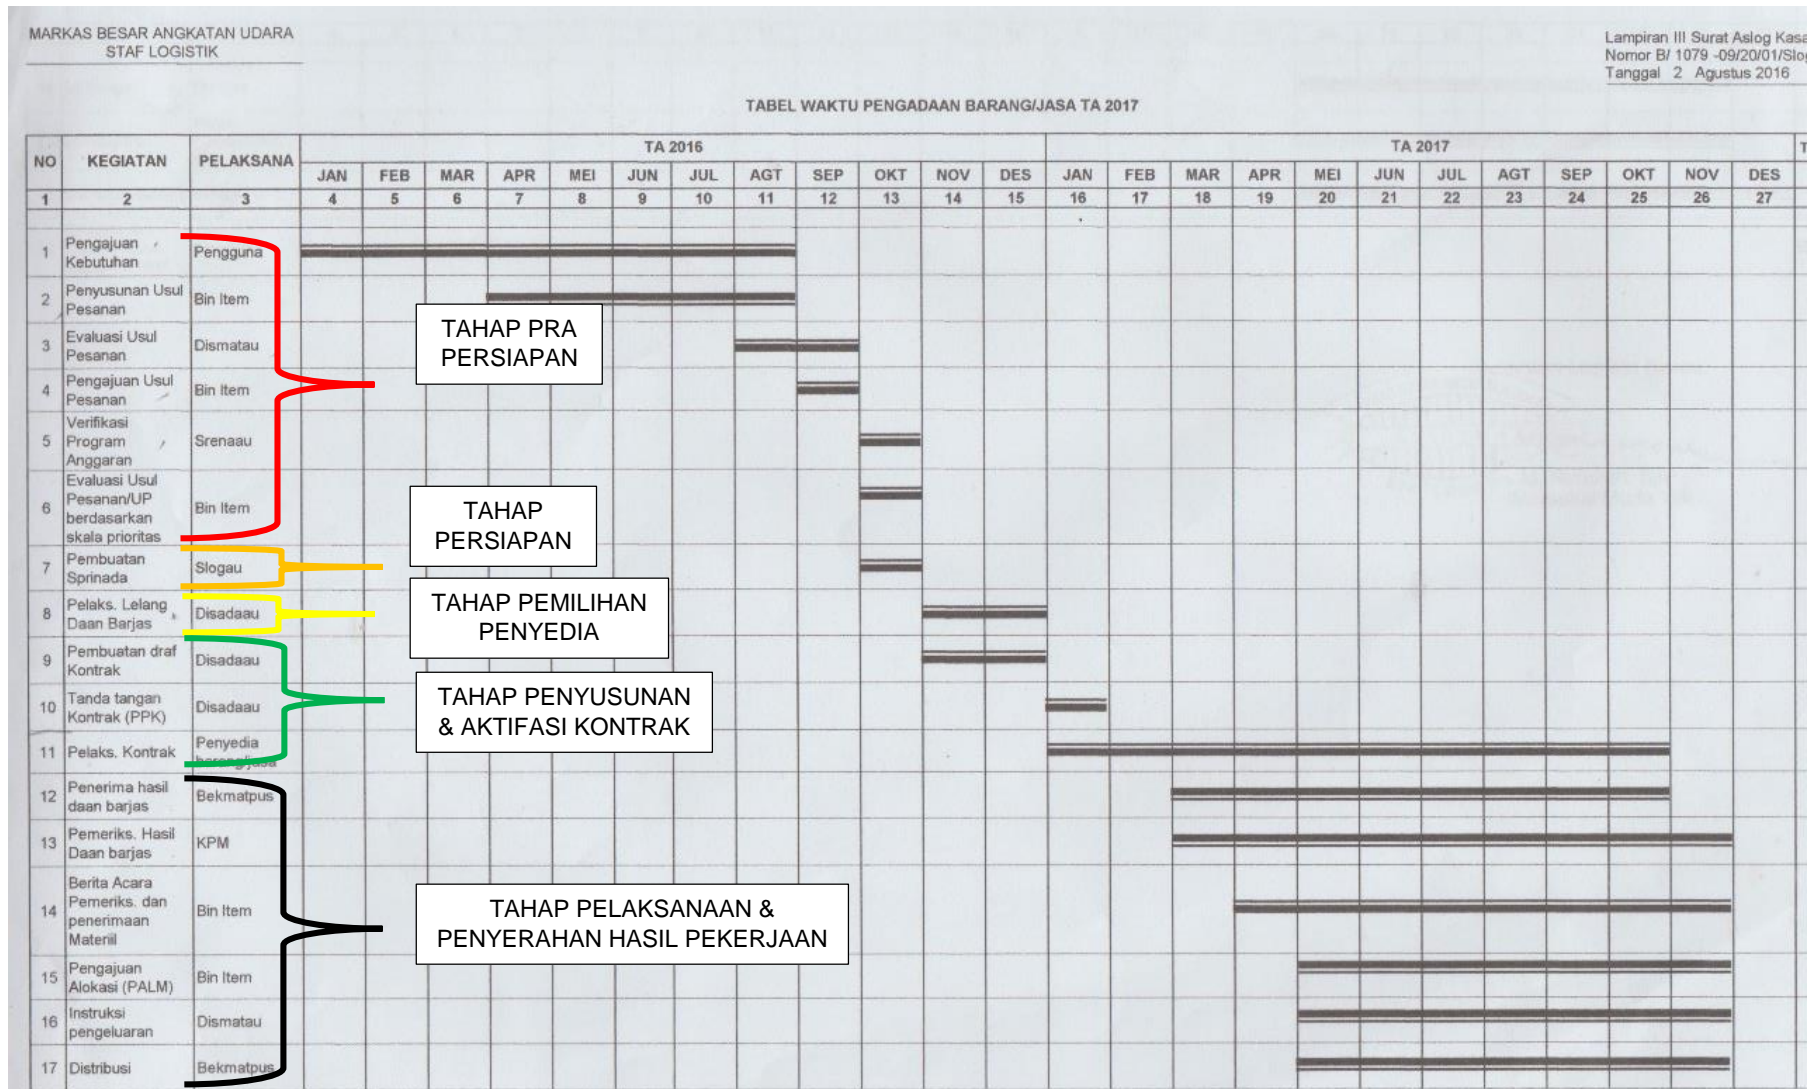 MARKAS BESAR ANGKATAN UDARA
STAF LOGISTIK
Lampiran III Surat Aslog Kasa
Nomor B/ 1079 -09/20/01/Slog
Tanggal 2 Agustus 2016
TABEL WAKTU PENGADAAN BARANG/JASA TA 2017
NO KEGIATAN PELAKSANA TA 2016 TA 2017 T
JAN FEB MAR APR MEI JUN JUL AGT SEP OKT NOV DES JAN FEB MAR APR MEI JUN JUL AGT SEP OKT NOV DES
1 2 3 4 5 6 7 8 9 10 11 12 13 14 15 16 17 18 19 20 21 22 23 24 25 26 27
1 Pengajuan Kebutuhan Pengguna
2 Penyusunan Usul Pesanan Bin Item
3 Evaluasi Usul Pesanan Dismatau
4 Pengajuan Usul Pesanan Bin Item
5 Verifikasi Program Anggaran Srenaau
6 Evaluasi Usul Pesanan/UP berdasarkan skala prioritas Bin Item
7 Pembuatan Sprinada Slogau
8 Pelaks. Lelang Daan Barjas Disadaau
9 Pembuatan draf Kontrak Disadaau
10 Tanda tangan Kontrak (PPK) Disadaau
11 Pelaks. Kontrak Penyedia barang/jasa
12 Penerima hasil daan barjas Bekmatpus
13 Pemeriks. Hasil Daan barjas KPM
14 Berita Acara Pemeriks. dan penerimaan Materiil Bin Item
15 Pengajuan Alokasi (PALM) Bin Item
16 Instruksi pengeluaran Dismatau
17 Distribusi Bekmatpus
TAHAP PRA
PERSIAPAN
TAHAP
PERSIAPAN
TAHAP PEMILIHAN
PENYEDIA
TAHAP PENYUSUNAN
& AKTIFASI KONTRAK
TAHAP PELAKSANAAN &
PENYERAHAN HASIL PEKERJAAN